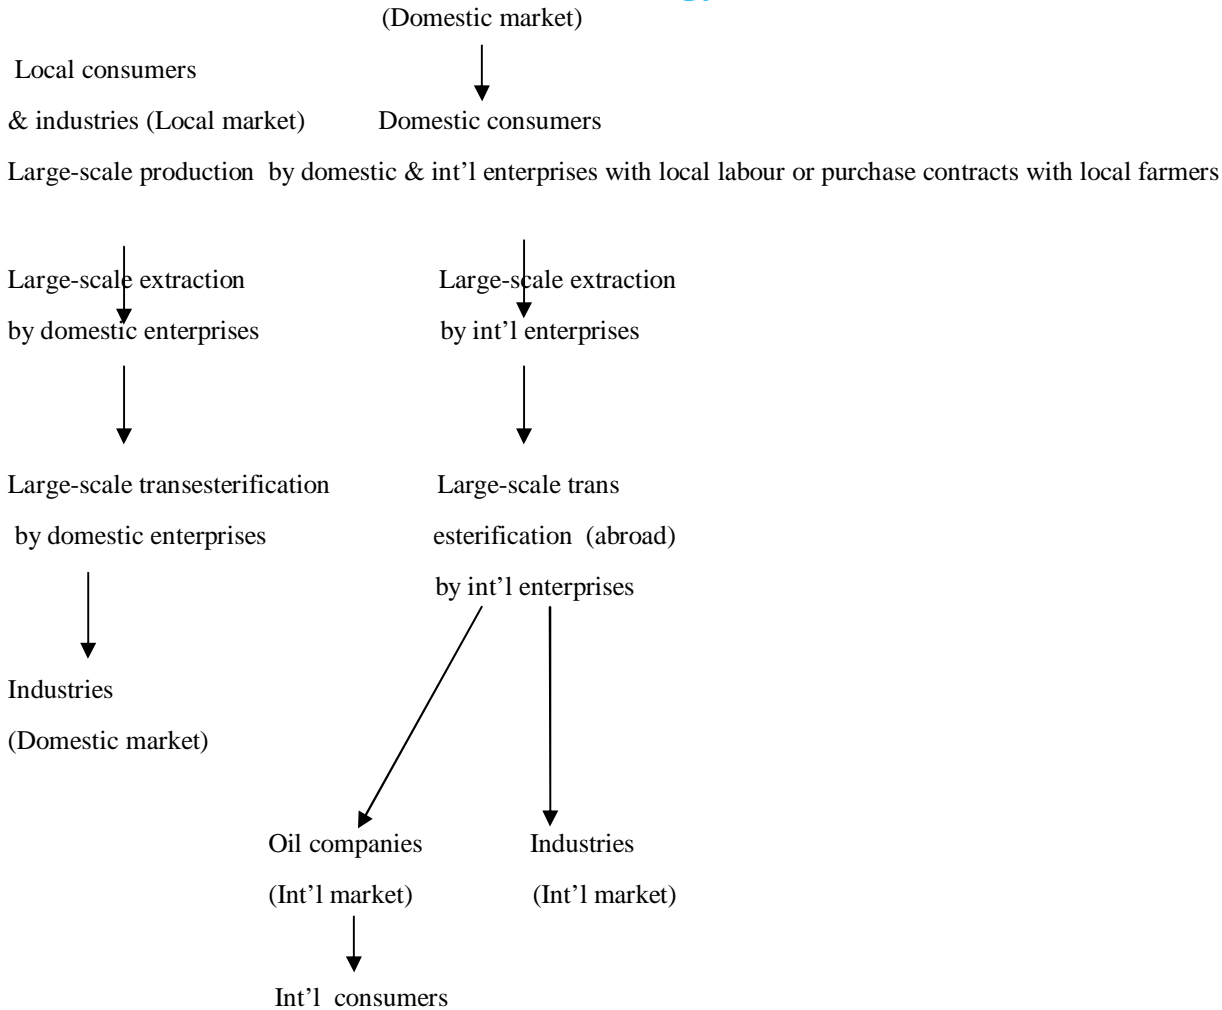 (Domestic market)
Local consumers
& industries (Local market) Domestic consumers
Large-scale production by domestic & int’l enterprises with local labour or purchase contracts with local farmers
Large-scale extraction Large-scale extraction
by domestic enterprises by int’l enterprises
Large-scale transesterification Large-scale trans
by domestic enterprises esterification (abroad)
by int’l enterprises
Industries
(Domestic market)
Oil companies Industries
(Int’l market) (Int’l market)
Int’l consumers